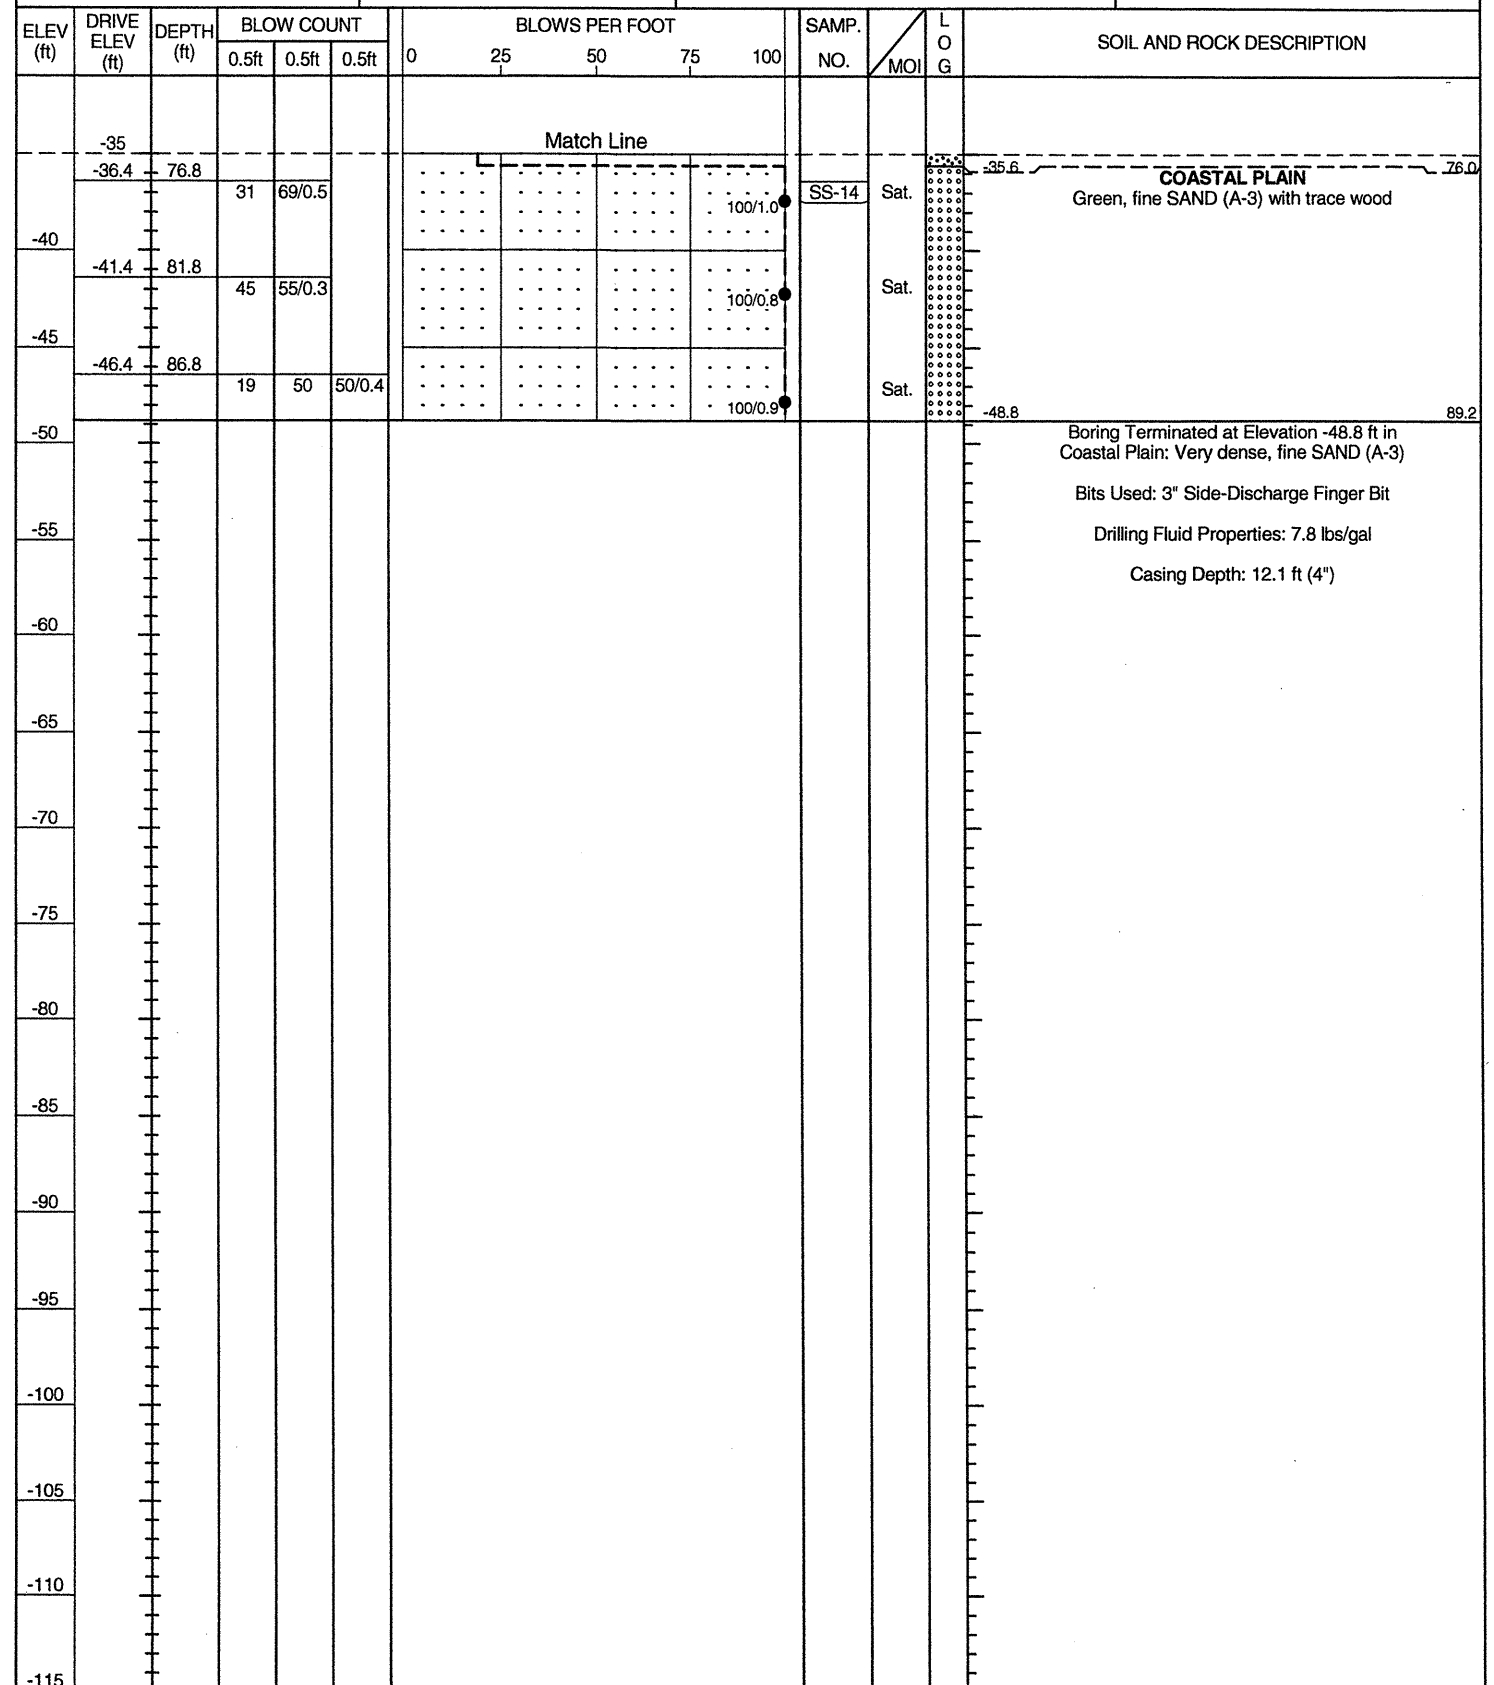 ELEV (ft) DRIVE ELEV (ft) DEPTH (ft) BLOW COUNT BLOWS PER FOOT SAMP. NO. MOI LOG SOIL AND ROCK DESCRIPTION
0.5ft 0.5ft 0.5ft 0 25 50 75 100
-35 Match Line
-36.4 76.8 -35.6 76.0
COASTAL PLAIN
31 69/0.5 100/1.0 SS-14 Sat. Green, fine SAND (A-3) with trace wood
-40
-41.4 81.8
45 55/0.3 100/0.8 Sat.
-45
-46.4 86.8
19 50 50/0.4 100/0.9 Sat.
-48.8 89.2
-50 Boring Terminated at Elevation -48.8 ft in
Coastal Plain: Very dense, fine SAND (A-3)
Bits Used: 3" Side-Discharge Finger Bit
-55 Drilling Fluid Properties: 7.8 lbs/gal
Casing Depth: 12.1 ft (4")
-60
-65
-70
-75
-80
-85
-90
-95
-100
-105
-110
-115